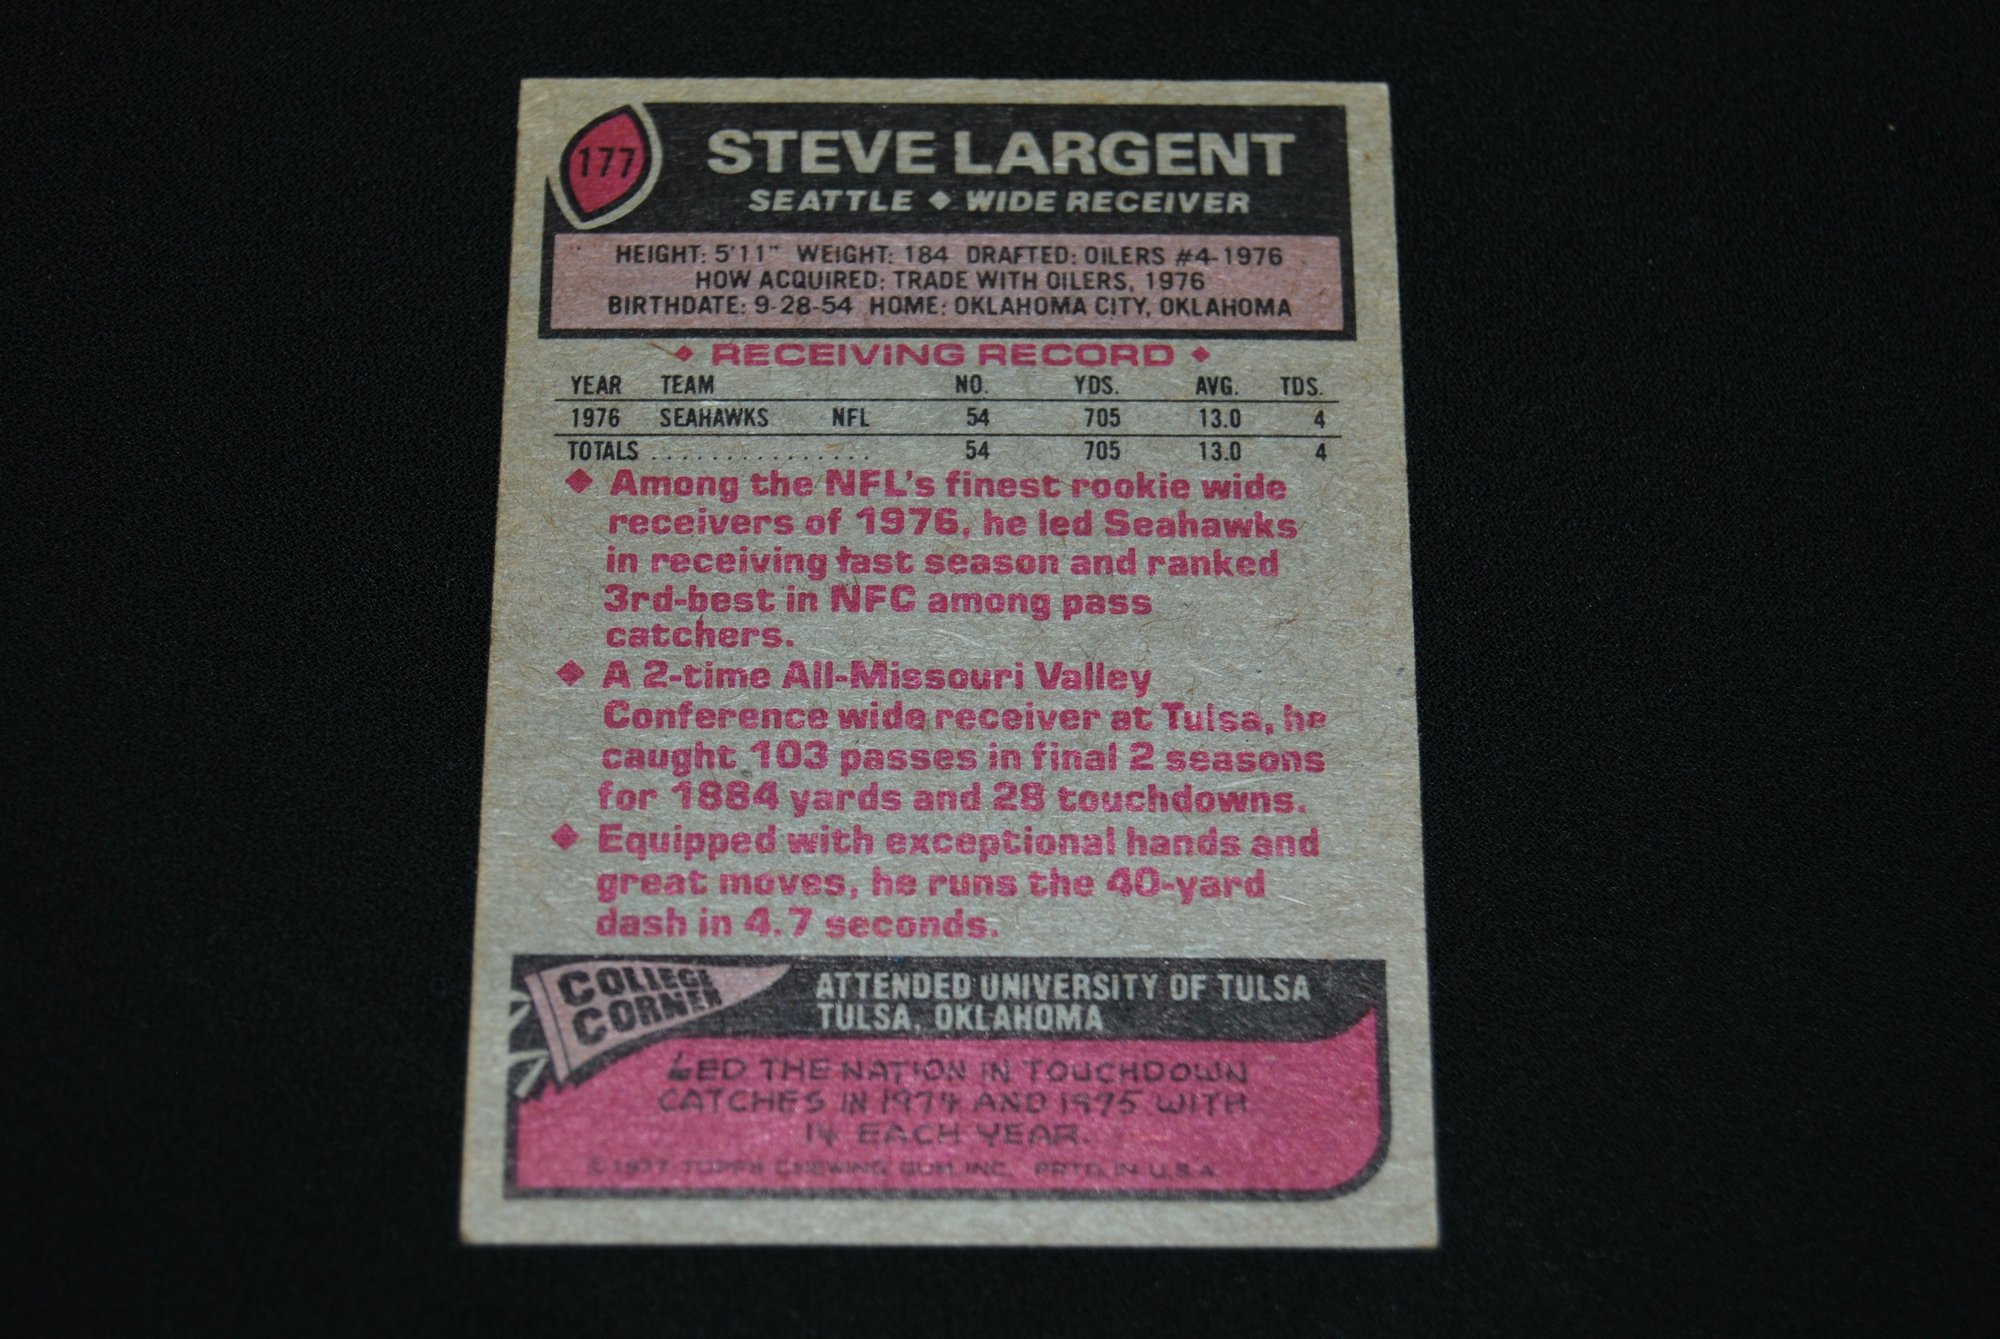 177
STEVE LARGENT
SEATTLE ◆ WIDE RECEIVER
HEIGHT: 5'11" WEIGHT: 184 DRAFTED: OILERS #4-1976
HOW ACQUIRED: TRADE WITH OILERS, 1976
BIRTHDATE: 9-28-54 HOME: OKLAHOMA CITY, OKLAHOMA
◆ RECEIVING RECORD ◆
YEAR TEAM NO. YDS. AVG. TDS.
1976 SEAHAWKS NFL 54 705 13.0 4
TOTALS . . . . . . . . . . . . . . . 54 705 13.0 4
◆ Among the NFL's finest rookie wide
receivers of 1976, he led Seahawks
in receiving last season and ranked
3rd-best in NFC among pass
catchers.
◆ A 2-time All-Missouri Valley
Conference wide receiver at Tulsa, he
caught 103 passes in final 2 seasons
for 1884 yards and 28 touchdowns.
◆ Equipped with exceptional hands and
great moves, he runs the 40-yard
dash in 4.7 seconds.
COLLEGE
CORNER
ATTENDED UNIVERSITY OF TULSA
TULSA, OKLAHOMA
LED THE NATION IN TOUCHDOWN
CATCHES IN 1974 AND 1975 WITH
14 EACH YEAR.
© 1977 TOPPS CHEWING GUM, INC. PRTD. IN U.S.A.